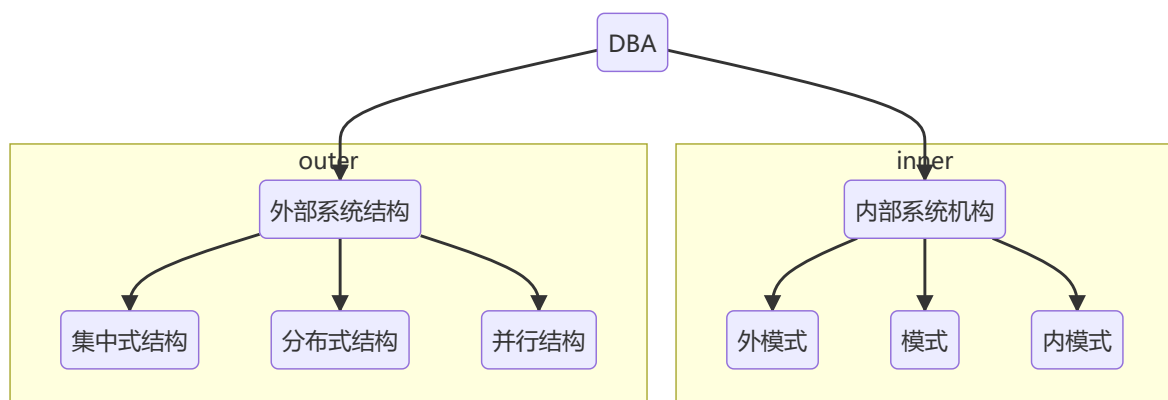 DBA
outer
inner
外部系统结构
内部系统机构
集中式结构
分布式结构
并行结构
外模式
模式
内模式